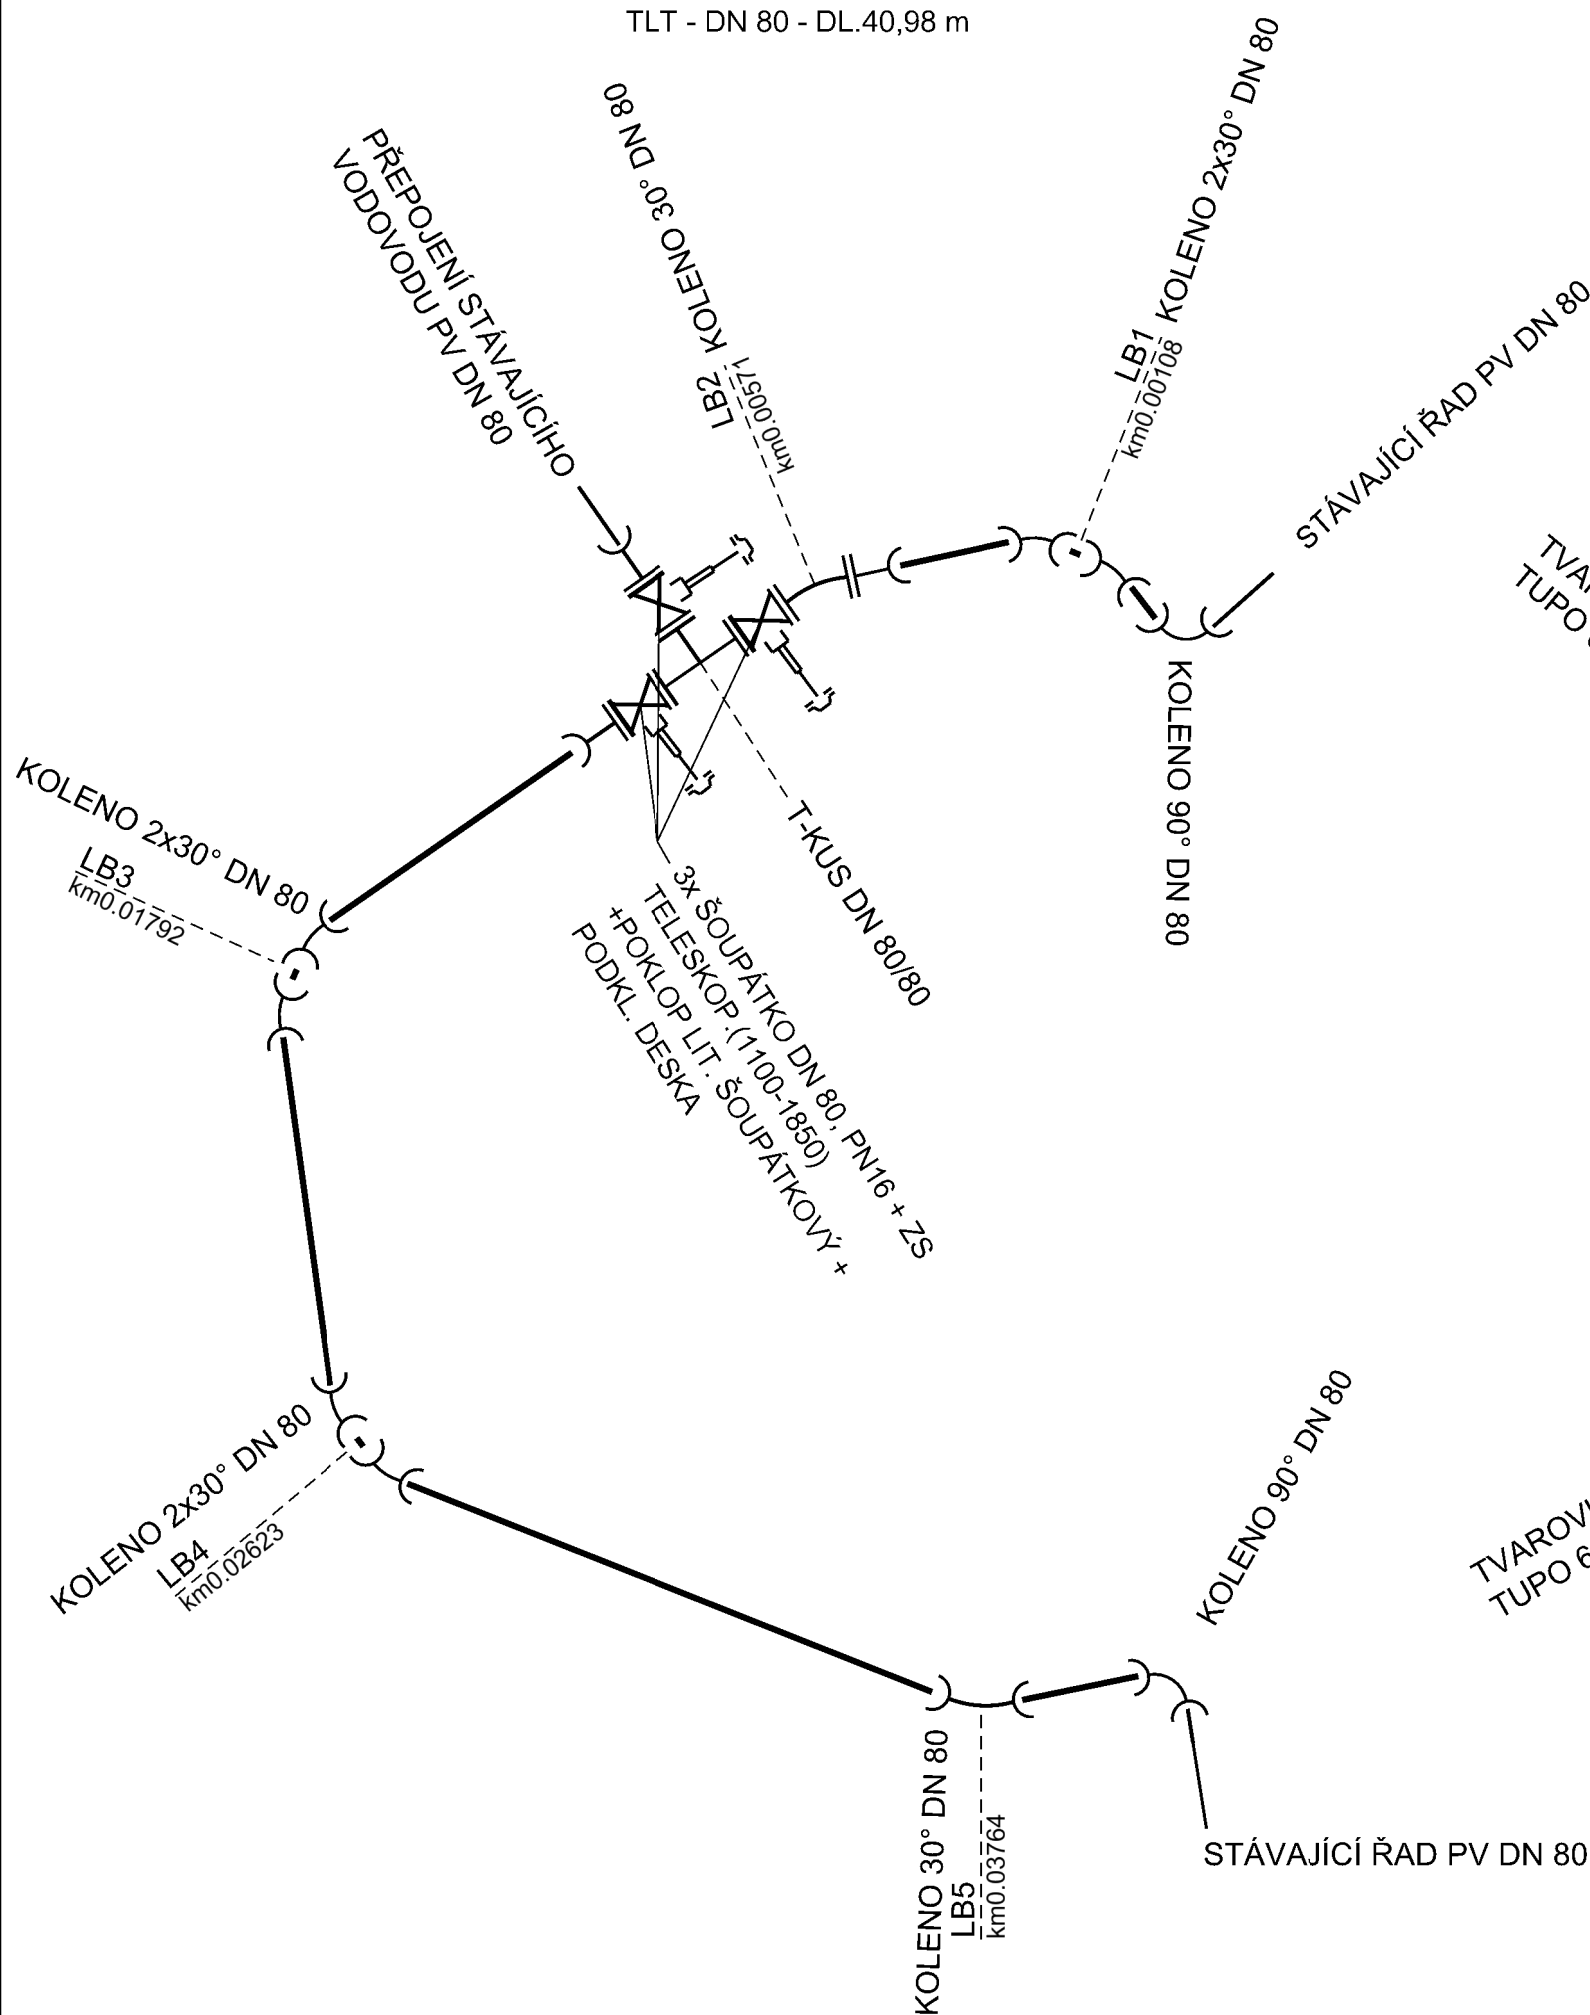 TLT - DN 80 - DL.40,98 m
PŘEPOJENÍ STÁVAJÍCÍHO
VODOVODU PV DN 80
LB2 KOLENO 30° DN 80
km0.00571
LB1 KOLENO 2x30° DN 80
km0.00108
STÁVAJÍCÍ ŘAD PV DN 80
TUPO
KOLENO 90° DN 80
KOLENO 2x30° DN 80
LB3
km0.01792
T-KUS DN 80/80
3x ŠOUPÁTKO DN 80, PN16 + ZS
TELESKOP.(1100-1850)
+POKLOP LIT. ŠOUPÁTKOVÝ +
PODKL. DESKA
KOLENO 2x30° DN 80
LB4
km0.02623
KOLENO 90° DN 80
TUPO 6
KOLENO 30° DN 80
LB5
km0.03764
STÁVAJÍCÍ ŘAD PV DN 80